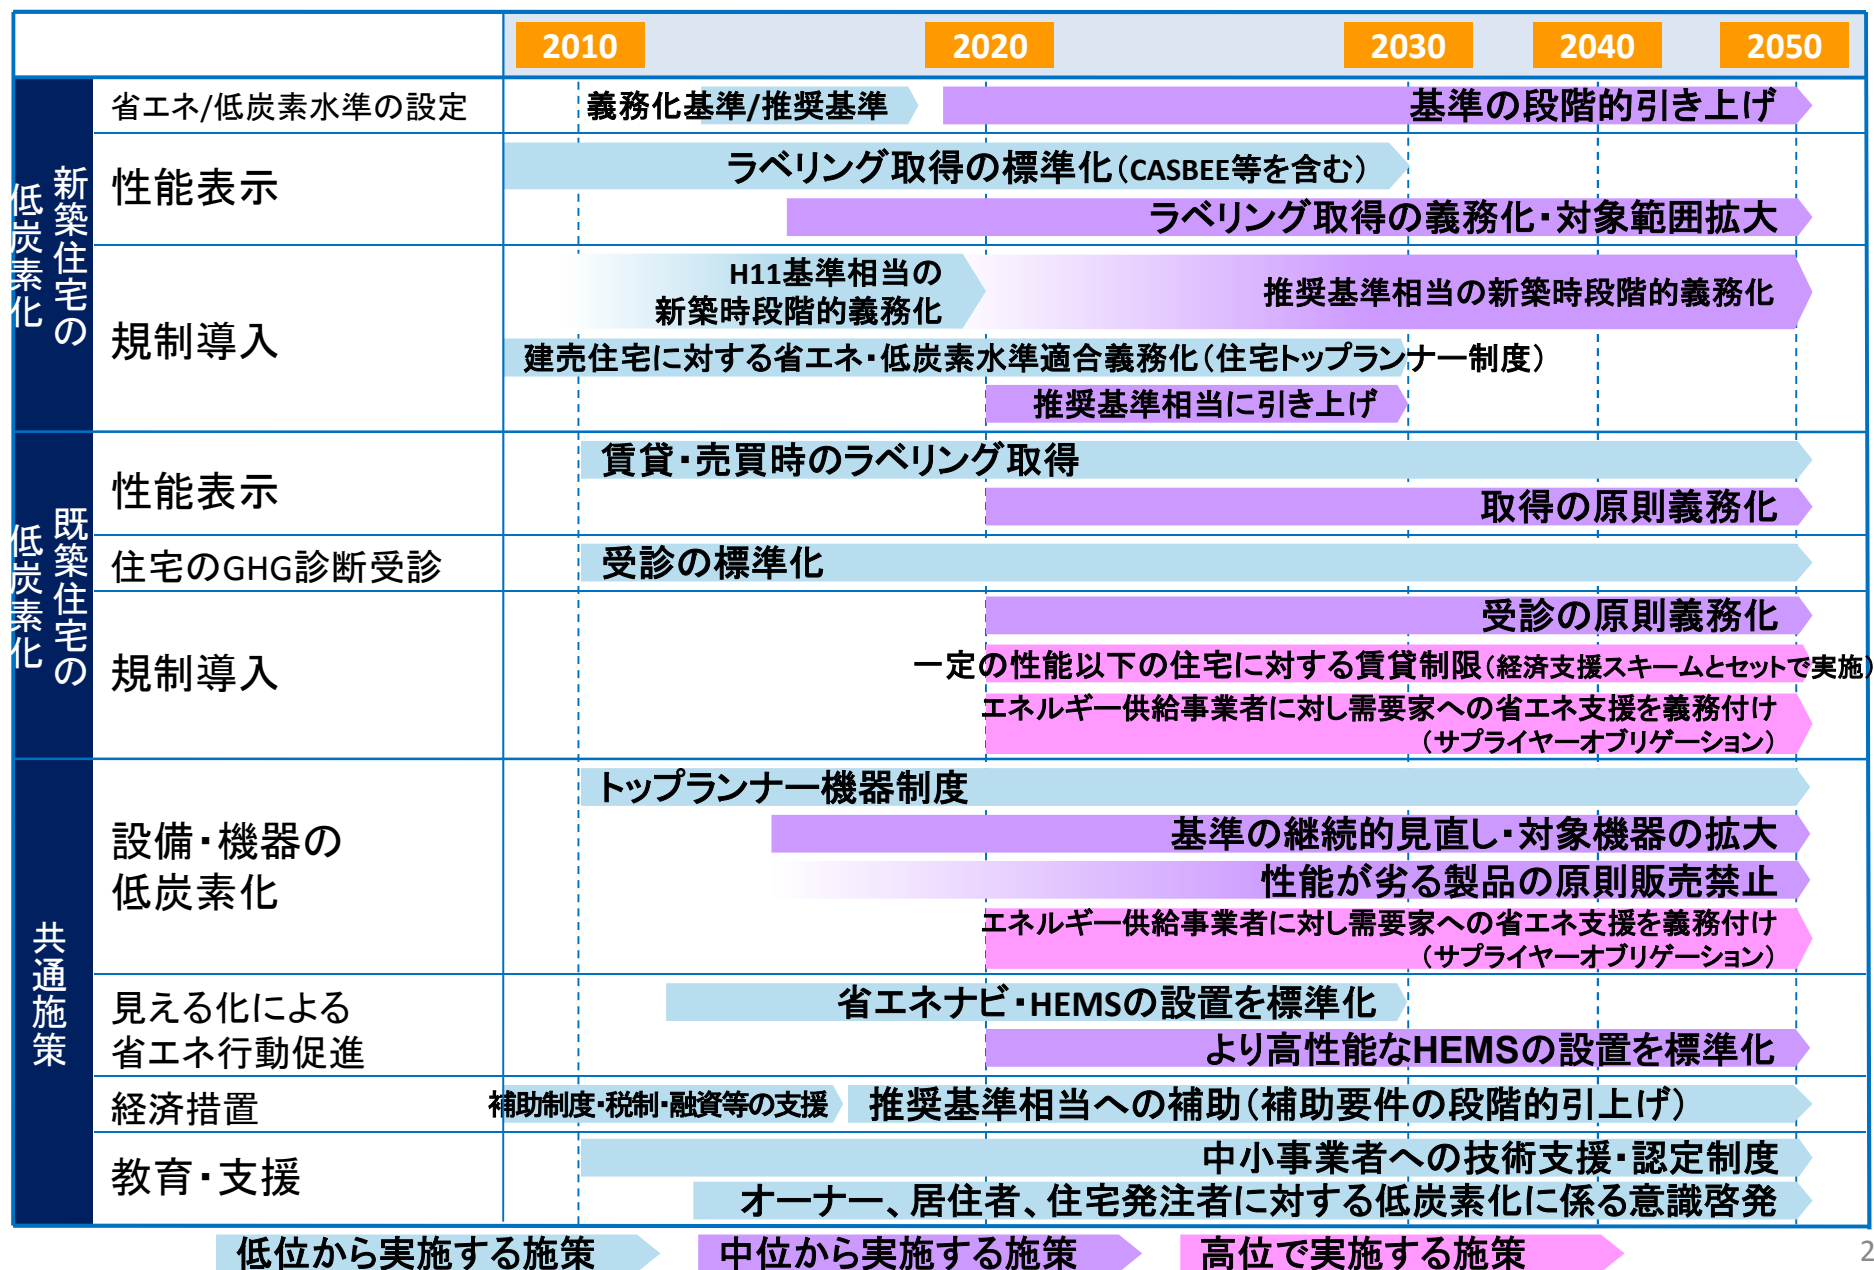 2010 2020 2030 2040 2050
新築住宅の
低炭素化
省エネ/低炭素水準の設定
義務化基準/推奨基準
基準の段階的引き上げ
性能表示
ラベリング取得の標準化（CASBEE等を含む）
ラベリング取得の義務化・対象範囲拡大
規制導入
H11基準相当の
新築時段階的義務化
推奨基準相当の新築時段階的義務化
建売住宅に対する省エネ・低炭素水準適合義務化（住宅トップランナー制度）
推奨基準相当に引き上げ
既築住宅の
低炭素化
性能表示
賃貸・売買時のラベリング取得
取得の原則義務化
住宅のGHG診断受診
受診の標準化
規制導入
受診の原則義務化
一定の性能以下の住宅に対する賃貸制限（経済支援スキームとセットで実施）
エネルギー供給事業者に対し需要家への省エネ支援を義務付け
（サプライヤーオブリゲーション）
共通施策
設備・機器の
低炭素化
トップランナー機器制度
基準の継続的見直し・対象機器の拡大
性能が劣る製品の原則販売禁止
エネルギー供給事業者に対し需要家への省エネ支援を義務付け
（サプライヤーオブリゲーション）
見える化による
省エネ行動促進
省エネナビ・HEMSの設置を標準化
より高性能なHEMSの設置を標準化
経済措置
補助制度・税制・融資等の支援
推奨基準相当への補助（補助要件の段階的引上げ）
教育・支援
中小事業者への技術支援・認定制度
オーナー、居住者、住宅発注者に対する低炭素化に係る意識啓発
低位から実施する施策
中位から実施する施策
高位で実施する施策
2